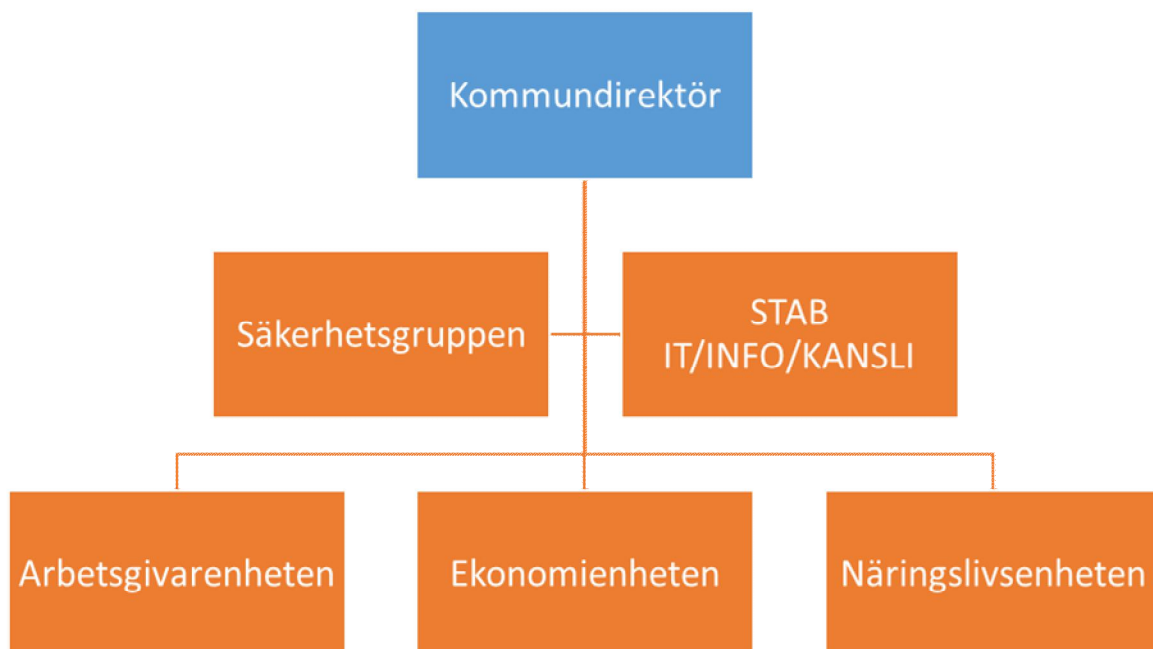 Kommundirektör
Säkerhetsgruppen
STAB
IT/INFO/KANSLI
Arbetsgivarenheten
Ekonomienheten
Näringslivsenheten